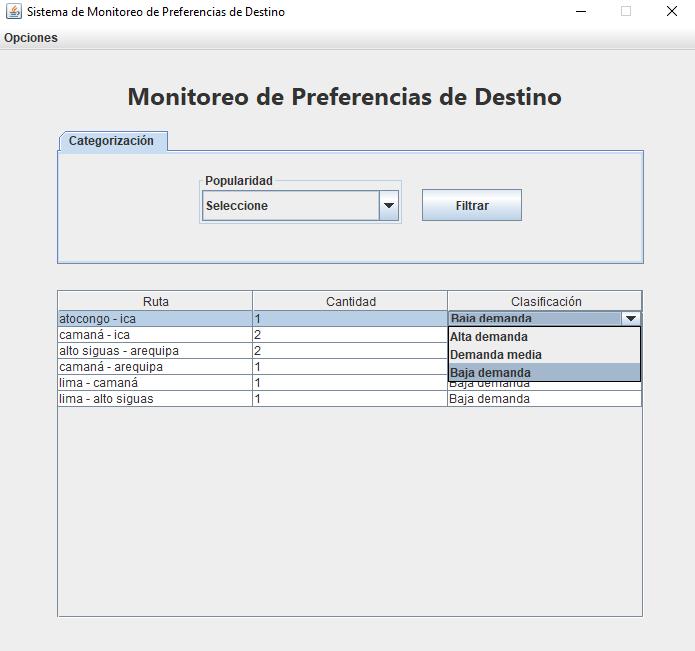 Sistema de Monitoreo de Preferencias de Destino
Opciones
Monitoreo de Preferencias de Destino
Categorización
Popularidad
Seleccione
Filtrar
Ruta Cantidad Clasificación
atocongo - ica 1 Baja demanda
camaná - ica 2 Alta demanda
alto siguas - arequipa 2 Demanda media
camaná - arequipa 1 Baja demanda
lima - camaná 1 Baja demanda
lima - alto siguas 1 Baja demanda